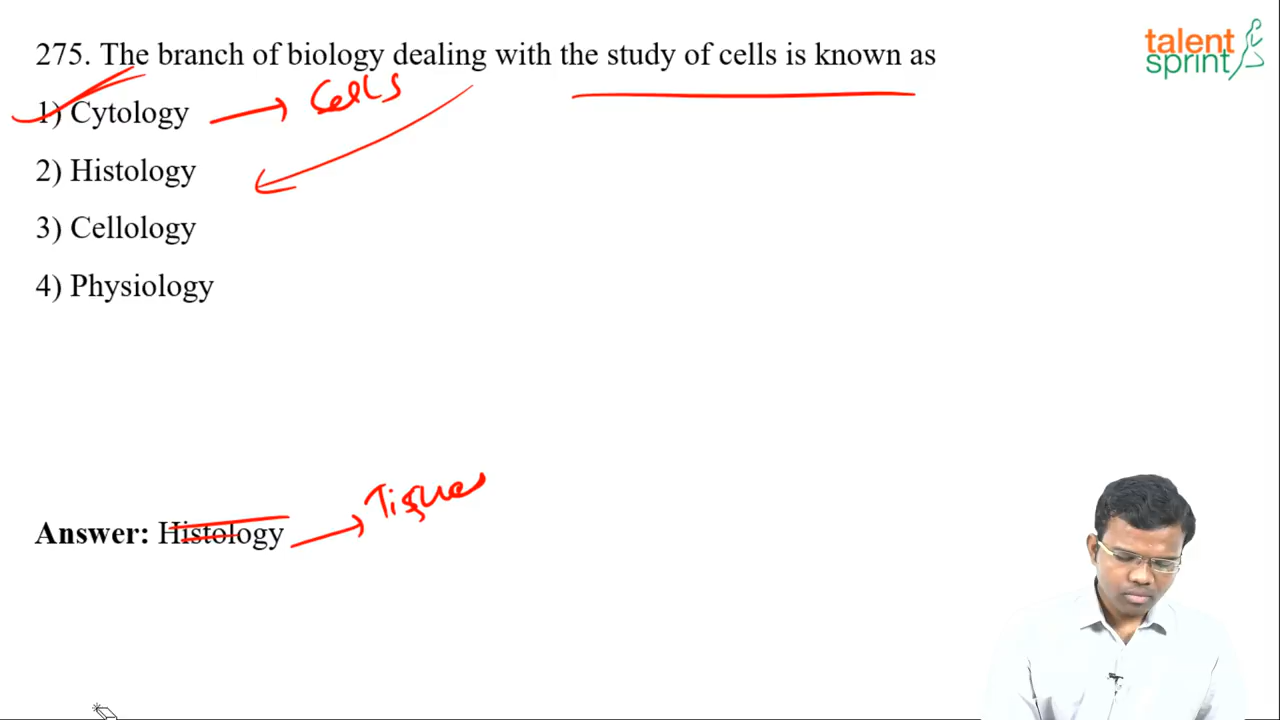 275. The branch of biology dealing with the study of cells is known as
talent
sprint
1) Cytology
Cells
2) Histology
3) Cellology
4) Physiology
Tissues
Answer: Histology